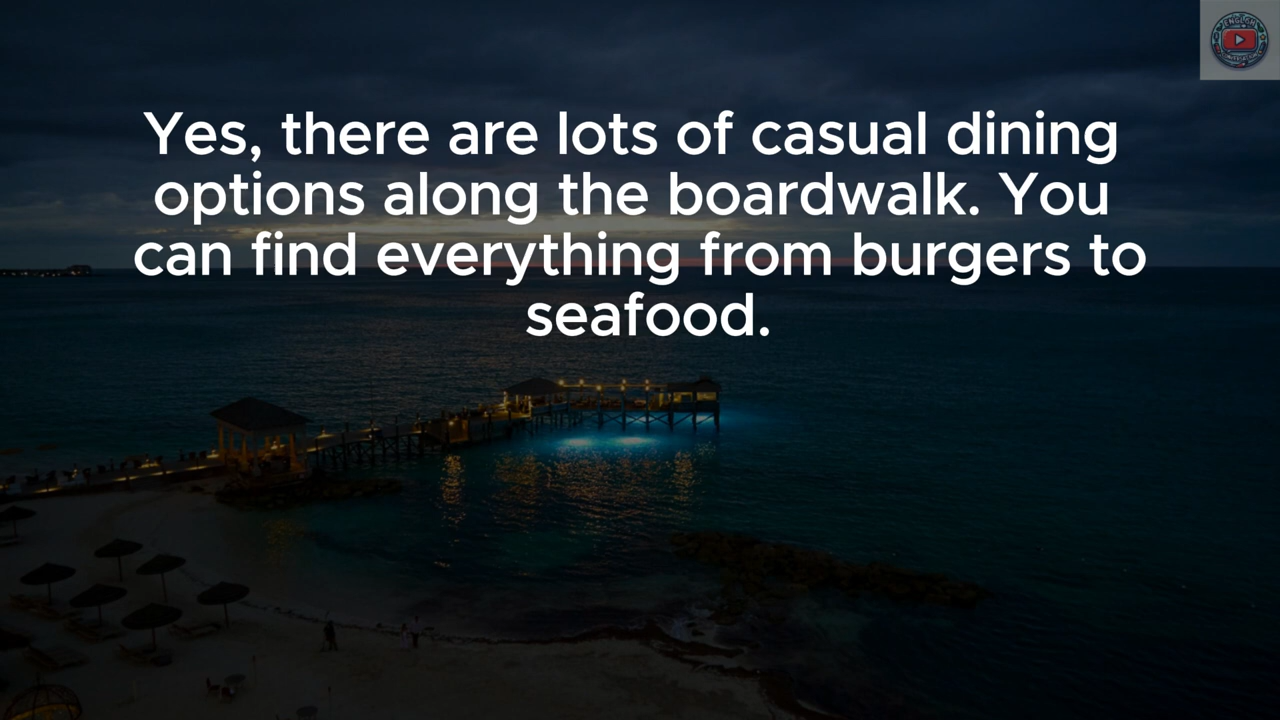 Yes, there are lots of casual dining
options along the boardwalk. You
can find everything from burgers to
seafood.
ENGLISH